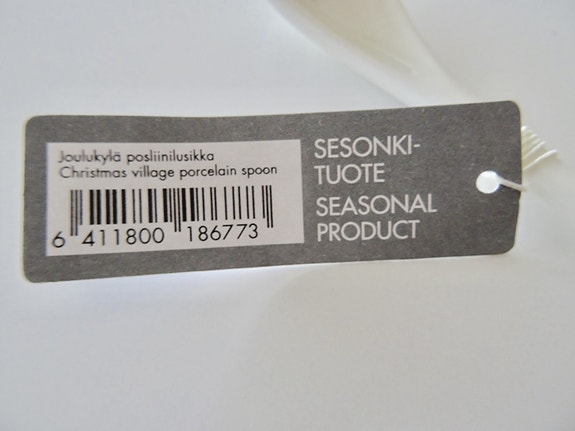 Joulukylä posliinilusikka
Christmas village porcelain spoon
6 411800 186773
SESONKI-
TUOTE
SEASONAL
PRODUCT